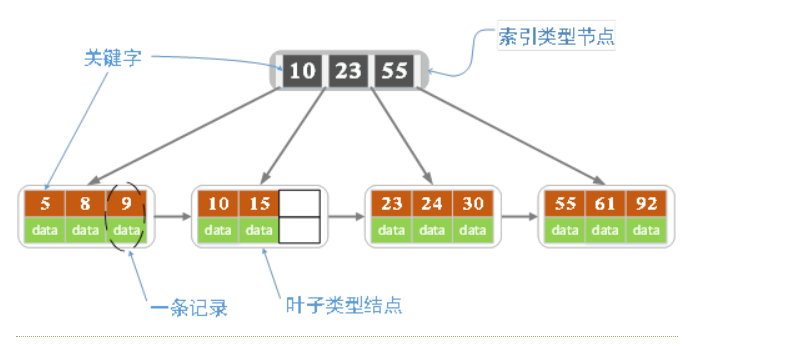 索引类型节点
关键字
10 23 55
5 8 9 10 15 23 24 30 55 61 92
data data data data data data data data data data data
一条记录
叶子类型结点